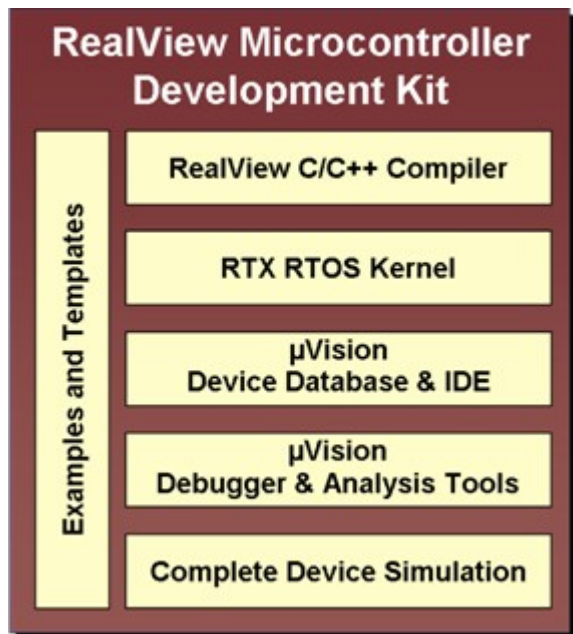 RealView Microcontroller
Development Kit
Examples and Templates
RealView C/C++ Compiler
RTX RTOS Kernel
µVision
Device Database & IDE
µVision
Debugger & Analysis Tools
Complete Device Simulation